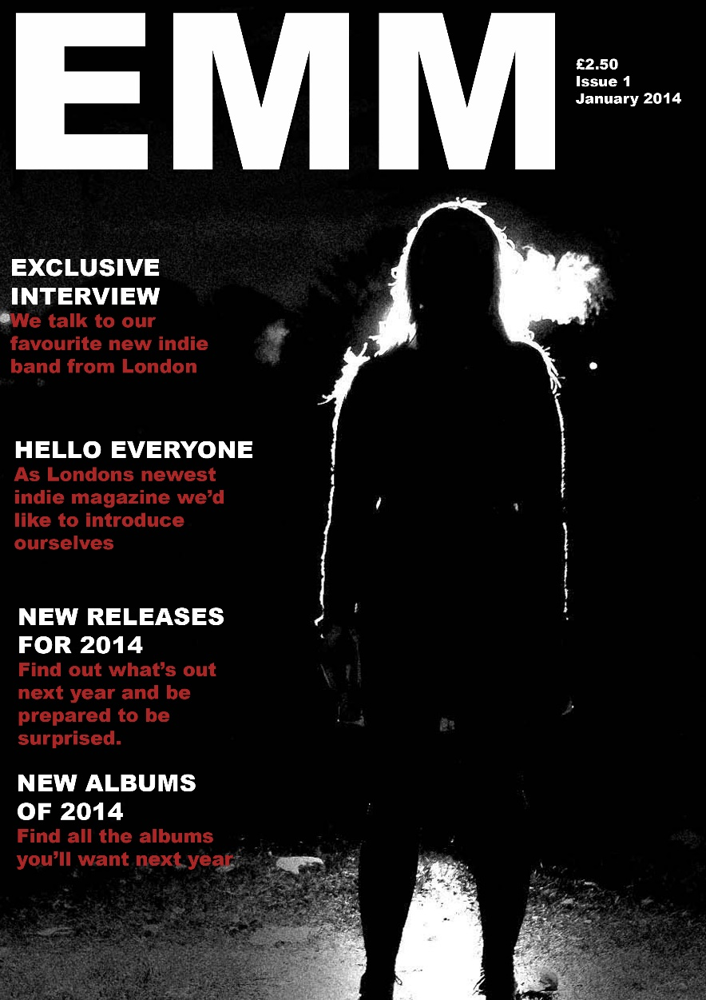 EMM
£2.50
Issue 1
January 2014
EXCLUSIVE
INTERVIEW
We talk to our
favourite new indie
band from London
HELLO EVERYONE
As Londons newest
indie magazine we’d
like to introduce
ourselves
NEW RELEASES
FOR 2014
Find out what’s out
next year and be
prepared to be
surprised.
NEW ALBUMS
OF 2014
Find all the albums
you’ll want next year